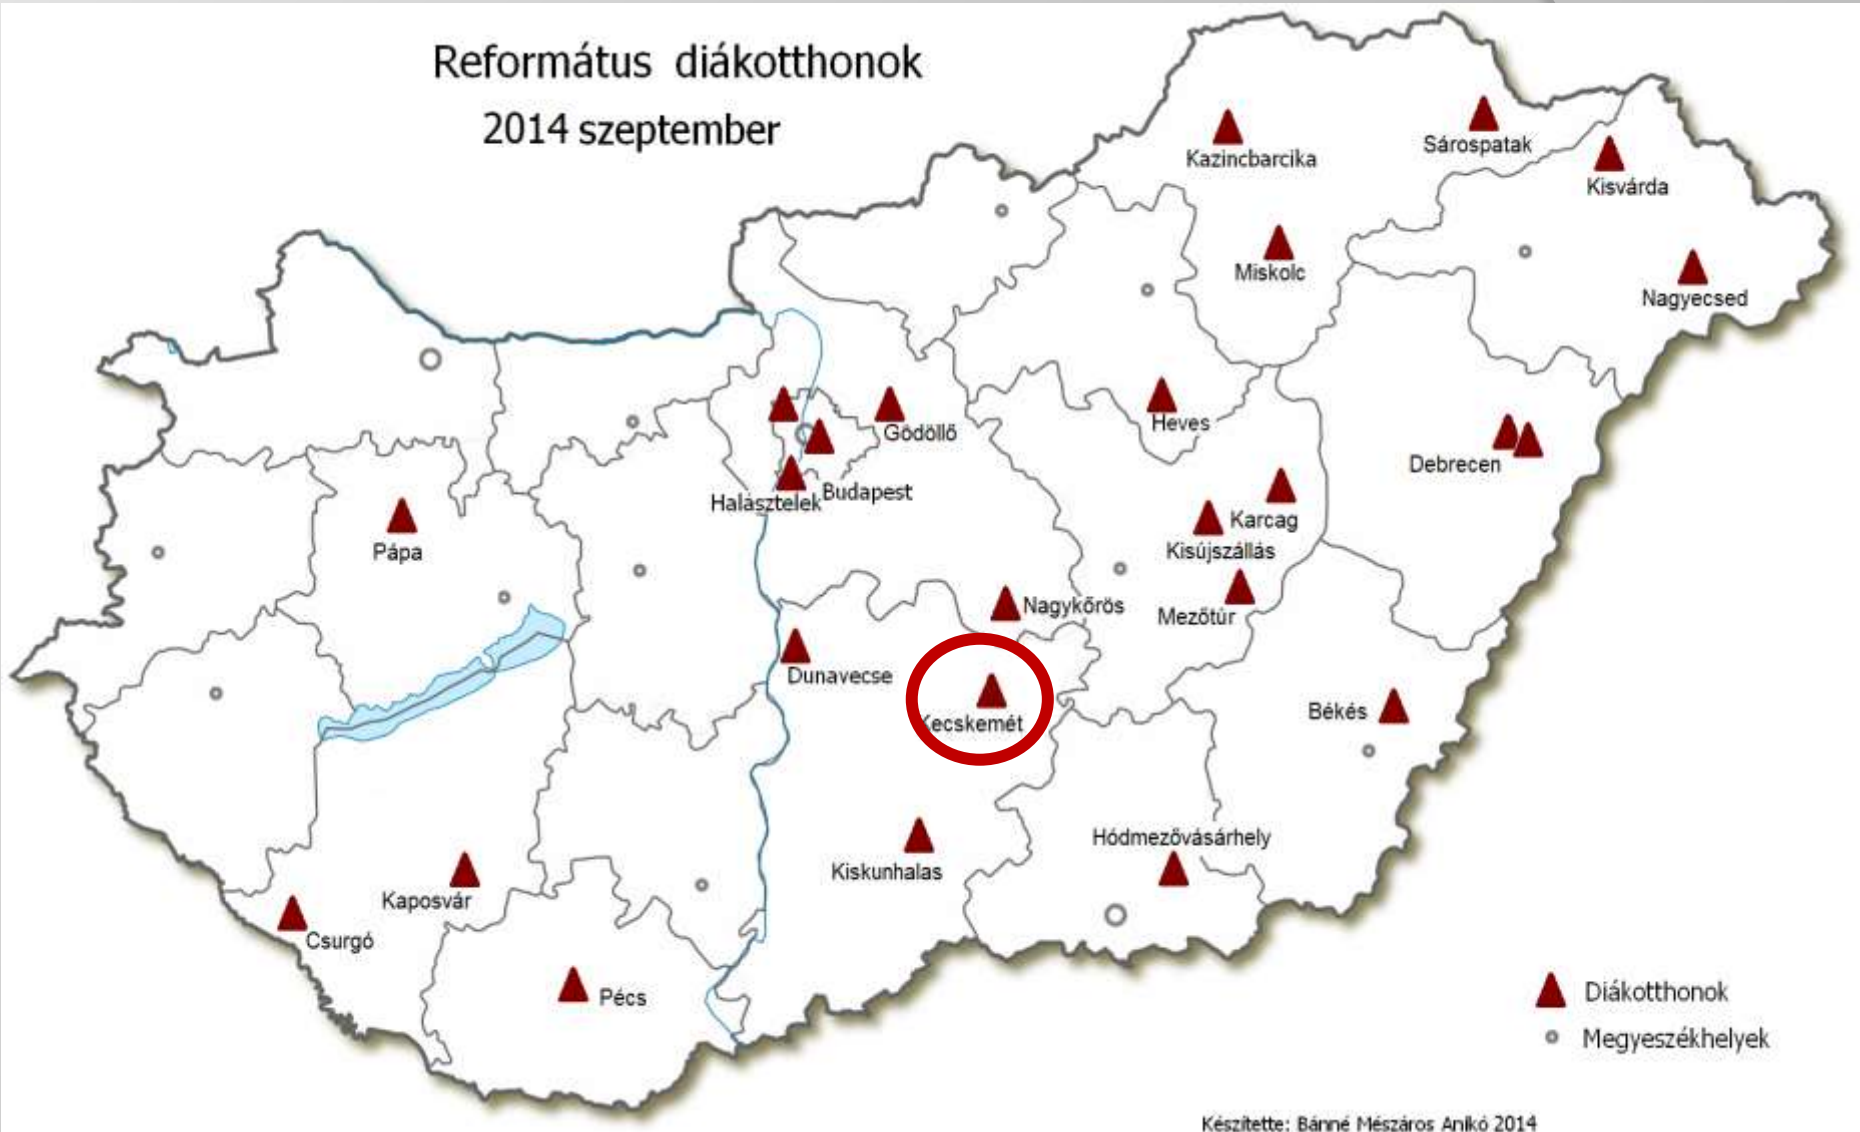 Református diákotthonok
2014 szeptember
Kazincbarcika
Sárospatak
Kisvárda
Miskolc
Nagyecsed
Heves
Gödöllő
Debrecen
Halásztelek
Budapest
Karcag
Kisújszállás
Pápa
Nagykőrös
Mezőtúr
Dunavecse
Kecskemét
Békés
Hódmezővásárhely
Kiskunhalas
Kaposvár
Csurgó
Pécs
Diákotthonok
Megyeszékhelyek
Készítette: Bánné Mészáros Anikó 2014